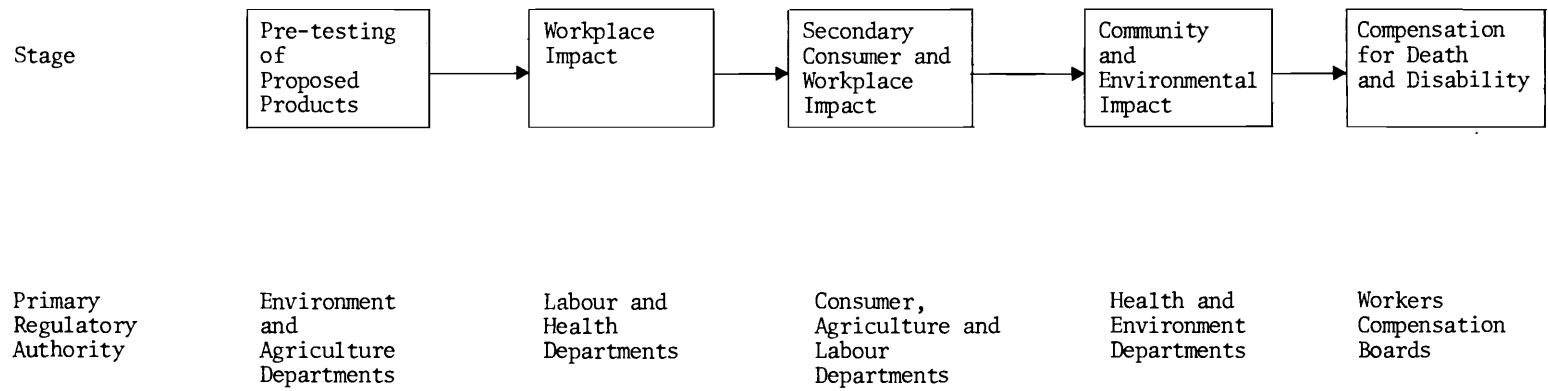 Stage
Pre-testing
of
Proposed
Products
Workplace
Impact
Secondary
Consumer and
Workplace
Impact
Community
and
Environmental
Impact
Compensation
for Death
and Disability
Primary
Regulatory
Authority
Environment
and
Agriculture
Departments
Labour and
Health
Departments
Consumer,
Agriculture and
Labour
Departments
Health and
Environment
Departments
Workers
Compensation
Boards